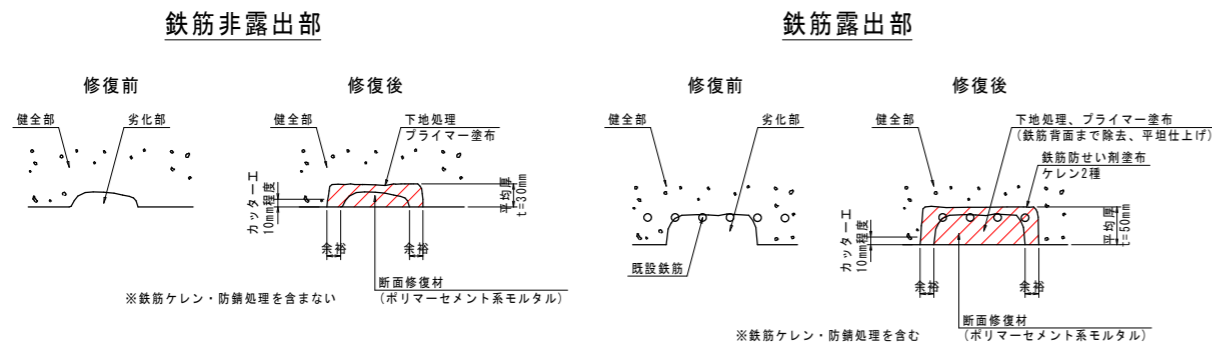 鉄筋非露出部
修復前
健全部
劣化部
修復後
健全部
下地処理
プライマー塗布
カッター工
10mm程度
平均厚
t=30mm
余裕
余裕
断面修復材
(ポリマーセメント系モルタル)
※鉄筋ケレン・防錆処理を含まない
鉄筋露出部
修復前
健全部
劣化部
既設鉄筋
修復後
健全部
下地処理、プライマー塗布
(鉄筋背面まで除去、平坦仕上げ)
鉄筋防せい剤塗布
ケレン2種
カッター工
10mm程度
平均厚
t=50mm
余裕
余裕
断面修復材
(ポリマーセメント系モルタル)
※鉄筋ケレン・防錆処理を含む